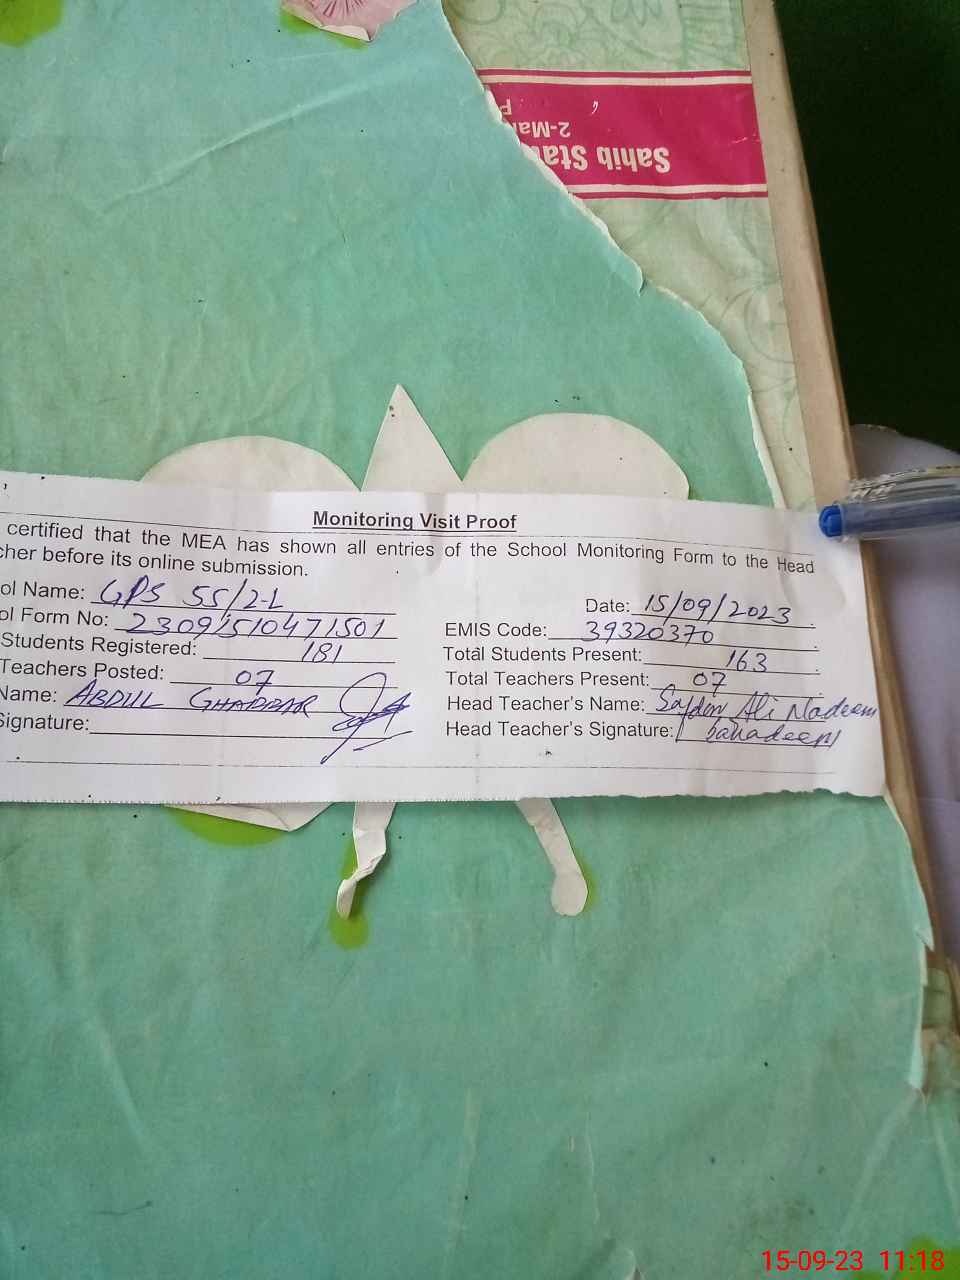 Sahib Sta
2-Mar
P
Monitoring Visit Proof
certified that the MEA has shown all entries of the School Monitoring Form to the Head
cher before its online submission.
ol Name: GPS 55/2-L
Date: 15/09/2023
ol Form No: 23091510471501
EMIS Code: 39320370
Students Registered: 181
Total Students Present: 163
Teachers Posted: 07
Total Teachers Present: 07
Name: ABDUL GHAFFAR
Head Teacher's Name: Ali Nadeem
Signature:
Head Teacher's Signature:
15-09-23 11:18